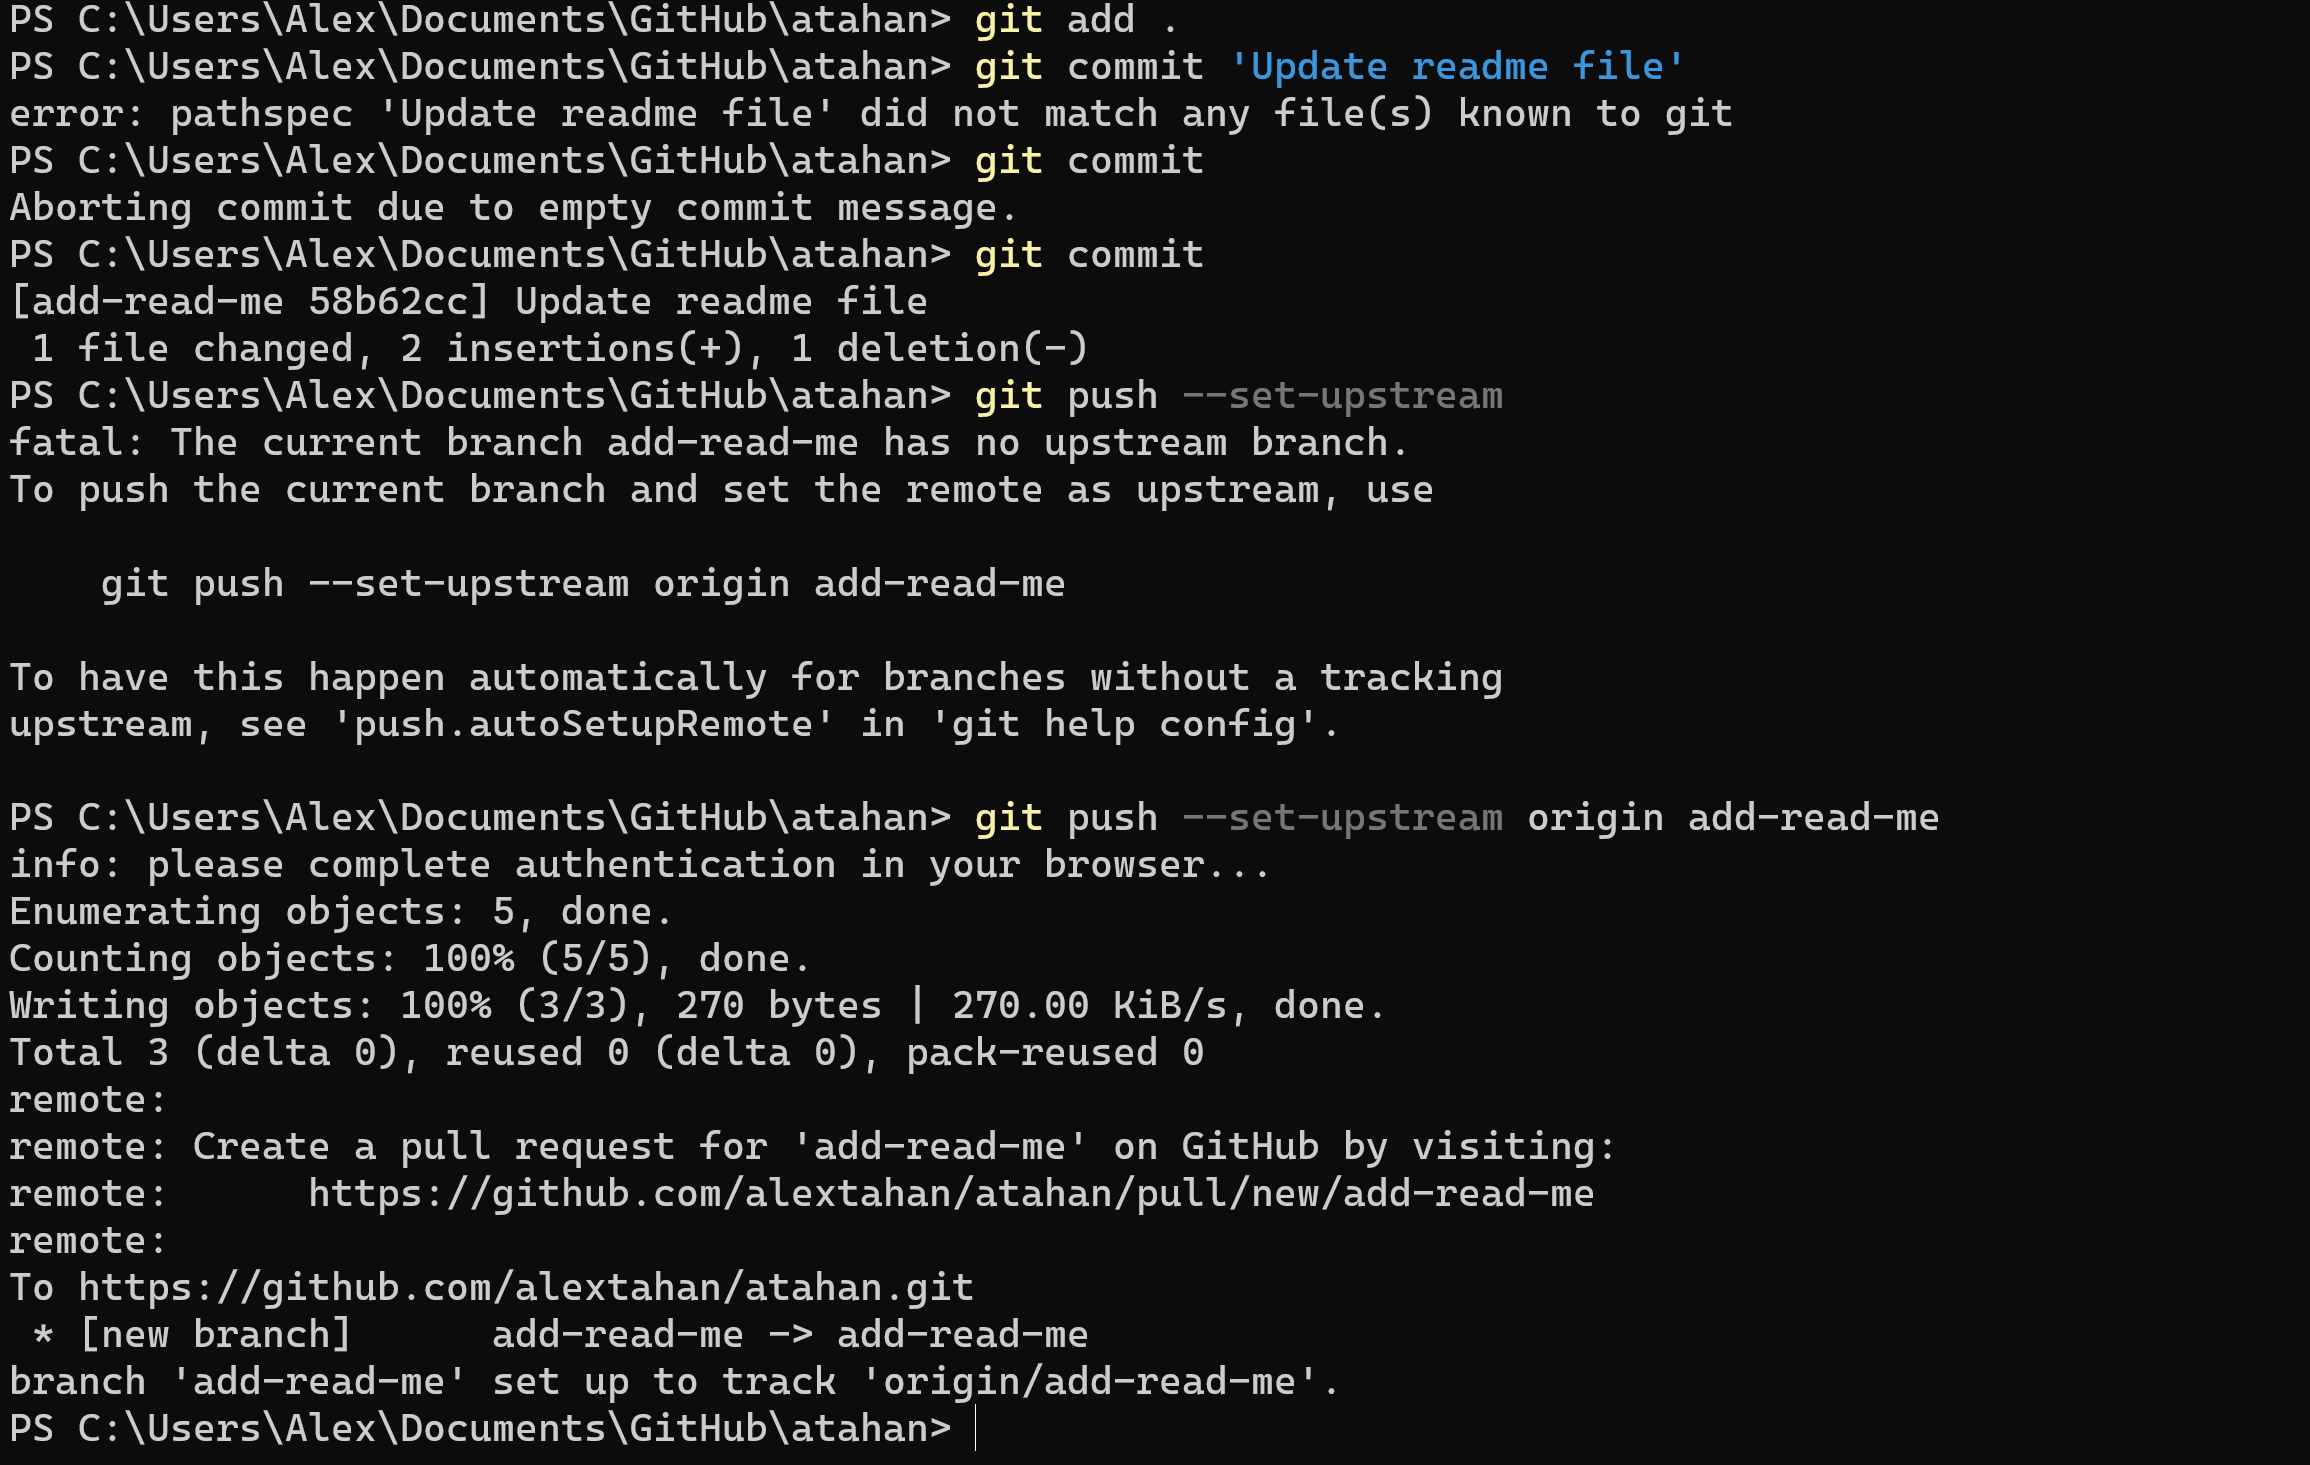 PS C:\Users\Alex\Documents\GitHub\atahan> git add .
PS C:\Users\Alex\Documents\GitHub\atahan> git commit 'Update readme file'
error: pathspec 'Update readme file' did not match any file(s) known to git
PS C:\Users\Alex\Documents\GitHub\atahan> git commit
Aborting commit due to empty commit message.
PS C:\Users\Alex\Documents\GitHub\atahan> git commit
[add-read-me 58b62cc] Update readme file
 1 file changed, 2 insertions(+), 1 deletion(-)
PS C:\Users\Alex\Documents\GitHub\atahan> git push --set-upstream
fatal: The current branch add-read-me has no upstream branch.
To push the current branch and set the remote as upstream, use

    git push --set-upstream origin add-read-me

To have this happen automatically for branches without a tracking
upstream, see 'push.autoSetupRemote' in 'git help config'.

PS C:\Users\Alex\Documents\GitHub\atahan> git push --set-upstream origin add-read-me
info: please complete authentication in your browser...
Enumerating objects: 5, done.
Counting objects: 100% (5/5), done.
Writing objects: 100% (3/3), 270 bytes | 270.00 KiB/s, done.
Total 3 (delta 0), reused 0 (delta 0), pack-reused 0
remote:
remote: Create a pull request for 'add-read-me' on GitHub by visiting:
remote:      https://github.com/alextahan/atahan/pull/new/add-read-me
remote:
To https://github.com/alextahan/atahan.git
 * [new branch]      add-read-me -> add-read-me
branch 'add-read-me' set up to track 'origin/add-read-me'.
PS C:\Users\Alex\Documents\GitHub\atahan>